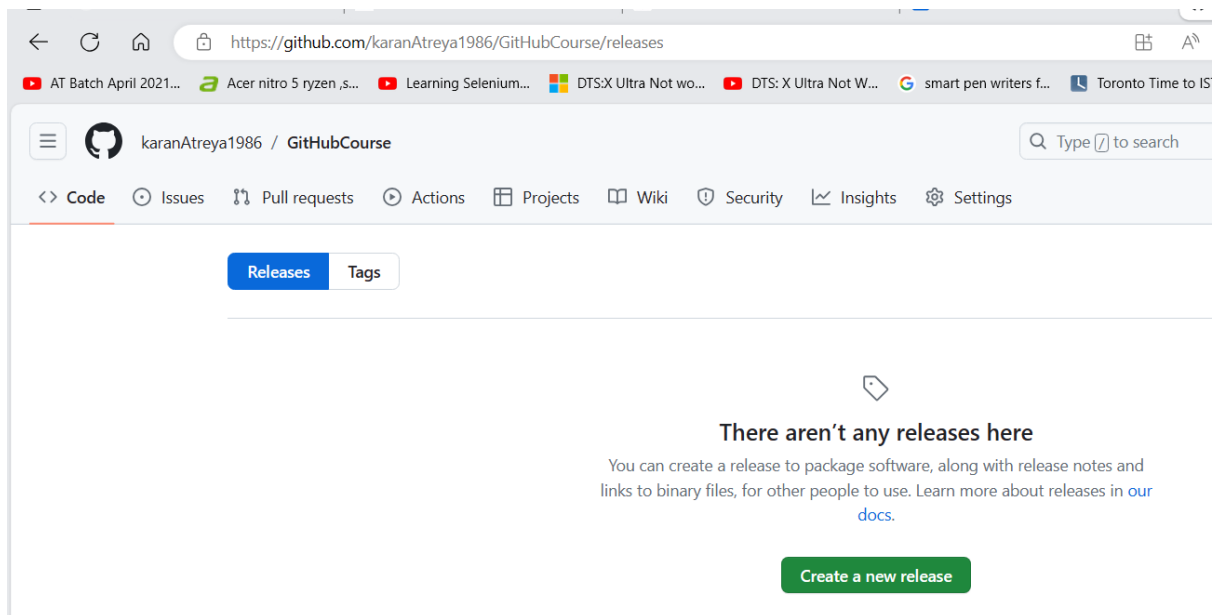 https://github.com/karanAtreya1986/GitHubCourse/releases
AT Batch April 2021... Acer nitro 5 ryzen ,s... Learning Selenium... DTS:X Ultra Not wo... DTS: X Ultra Not W... smart pen writers f... Toronto Time to IS
karanAtreya1986 / GitHubCourse Type / to search
Code Issues Pull requests Actions Projects Wiki Security Insights Settings
Releases Tags
There aren’t any releases here
You can create a release to package software, along with release notes and
links to binary files, for other people to use. Learn more about releases in our
docs.
Create a new release